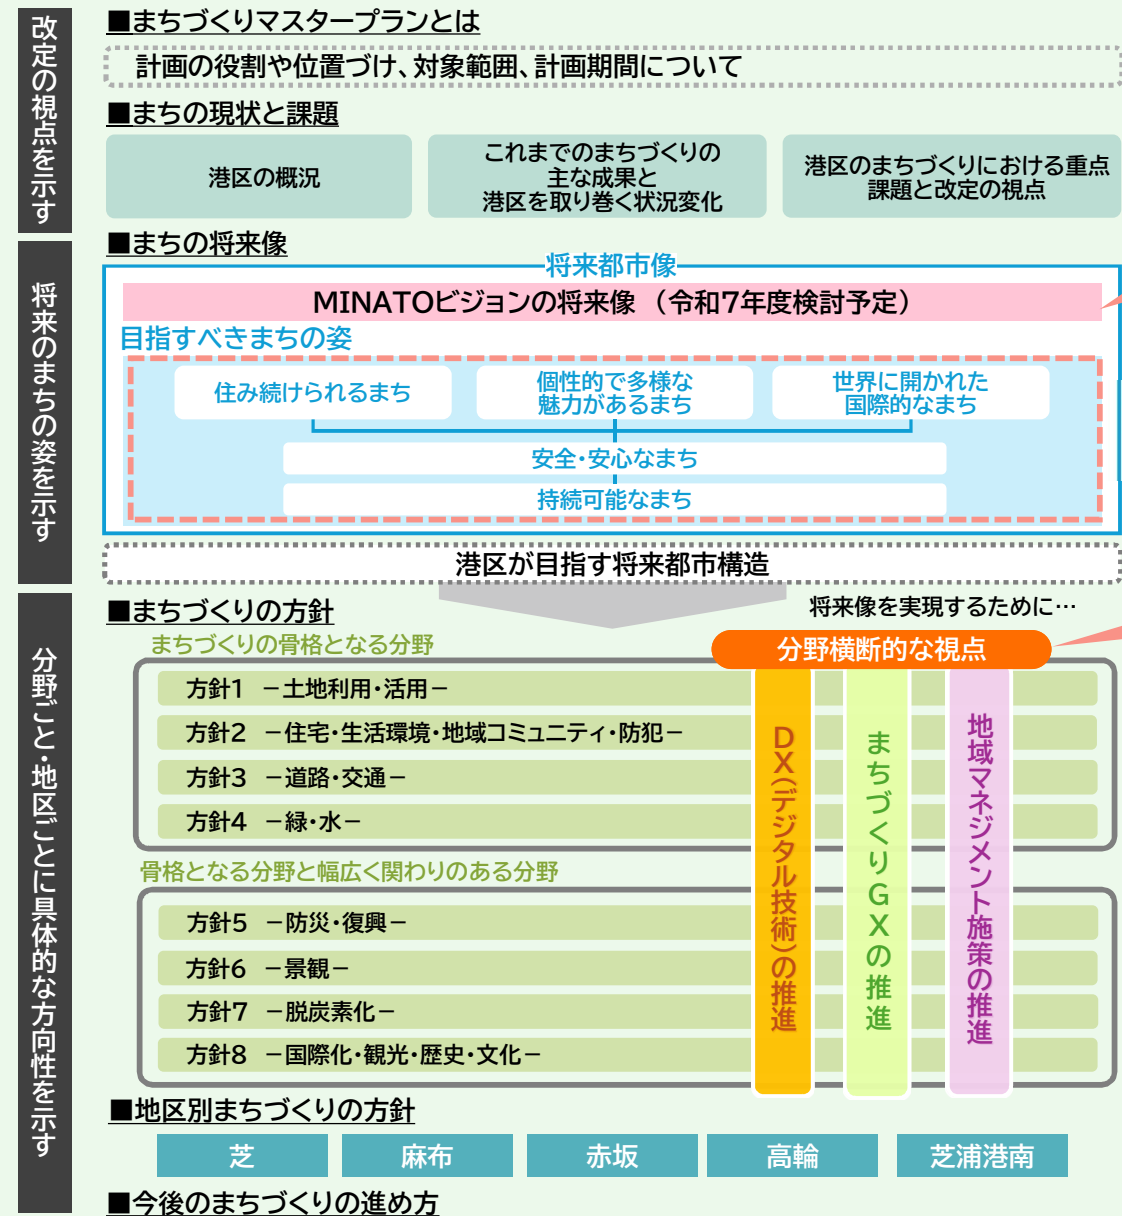 改定の視点を示す
■まちづくりマスタープランとは
計画の役割や位置づけ、対象範囲、計画期間について
■まちの現状と課題
港区の概況
これまでのまちづくりの
主な成果と
港区を取り巻く状況変化
港区のまちづくりにおける重点
課題と改定の視点
将来のまちの姿を示す
■まちの将来像
将来都市像
MINATOビジョンの将来像（令和7年度検討予定）
目指すべきまちの姿
住み続けられるまち
個性的で多様な
魅力があるまち
世界に開かれた
国際的なまち
安全・安心なまち
持続可能なまち
港区が目指す将来都市構造
分野ごと・地区ごとに具体的な方向性を示す
■まちづくりの方針
将来像を実現するために…
まちづくりの骨格となる分野
分野横断的な視点
方針1 －土地利用・活用－
方針2 －住宅・生活環境・地域コミュニティ・防犯－
方針3 －道路・交通－
方針4 －緑・水－
骨格となる分野と幅広く関わりのある分野
方針5 －防災・復興－
方針6 －景観－
方針7 －脱炭素化－
方針8 －国際化・観光・歴史・文化－
DX（デジタル技術）の推進
まちづくりGXの推進
地域マネジメント施策の推進
■地区別まちづくりの方針
芝
麻布
赤坂
高輪
芝浦港南
■今後のまちづくりの進め方